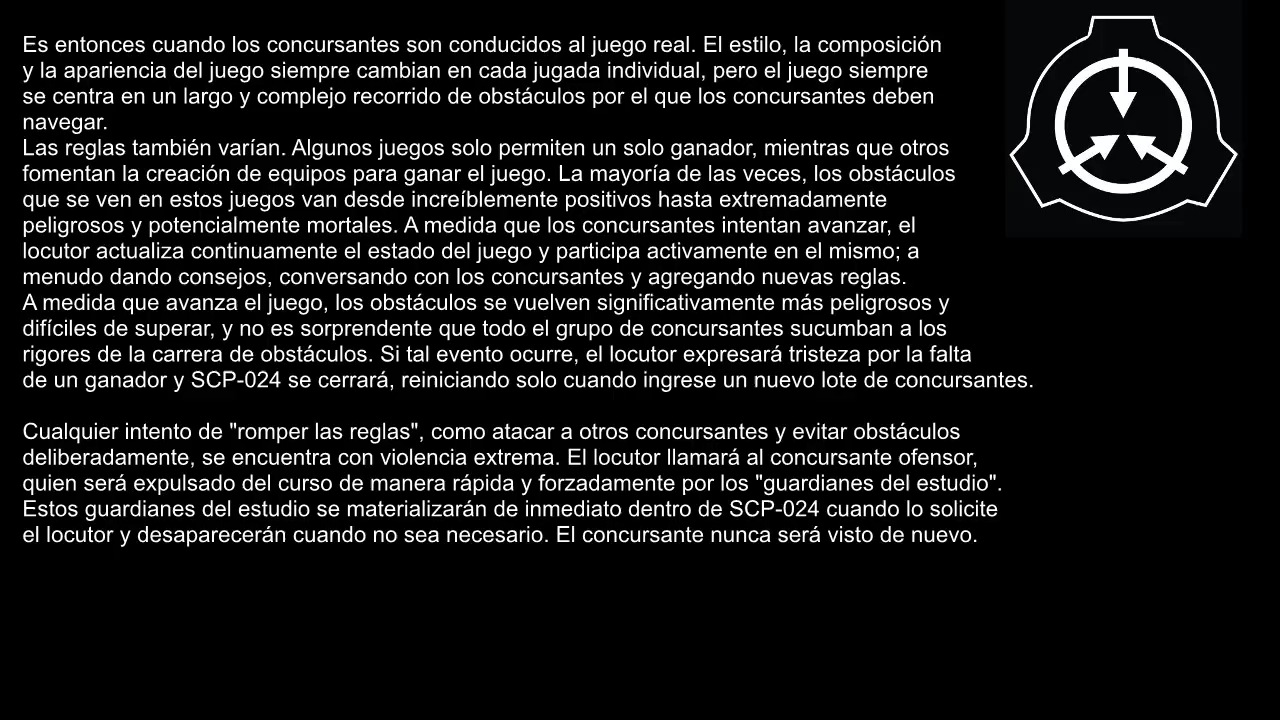 Es entonces cuando los concursantes son conducidos al juego real. El estilo, la composición
y la apariencia del juego siempre cambian en cada jugada individual, pero el juego siempre
se centra en un largo y complejo recorrido de obstáculos por el que los concursantes deben
navegar.
Las reglas también varían. Algunos juegos solo permiten un solo ganador, mientras que otros
fomentan la creación de equipos para ganar el juego. La mayoría de las veces, los obstáculos
que se ven en estos juegos van desde increíblemente positivos hasta extremadamente
peligrosos y potencialmente mortales. A medida que los concursantes intentan avanzar, el
locutor actualiza continuamente el estado del juego y participa activamente en el mismo; a
menudo dando consejos, conversando con los concursantes y agregando nuevas reglas.
A medida que avanza el juego, los obstáculos se vuelven significativamente más peligrosos y
difíciles de superar, y no es sorprendente que todo el grupo de concursantes sucumban a los
rigores de la carrera de obstáculos. Si tal evento ocurre, el locutor expresará tristeza por la falta
de un ganador y SCP-024 se cerrará, reiniciando solo cuando ingrese un nuevo lote de concursantes.
Cualquier intento de "romper las reglas", como atacar a otros concursantes y evitar obstáculos
deliberadamente, se encuentra con violencia extrema. El locutor llamará al concursante ofensor,
quien será expulsado del curso de manera rápida y forzadamente por los "guardianes del estudio".
Estos guardianes del estudio se materializarán de inmediato dentro de SCP-024 cuando lo solicite
el locutor y desaparecerán cuando no sea necesario. El concursante nunca será visto de nuevo.